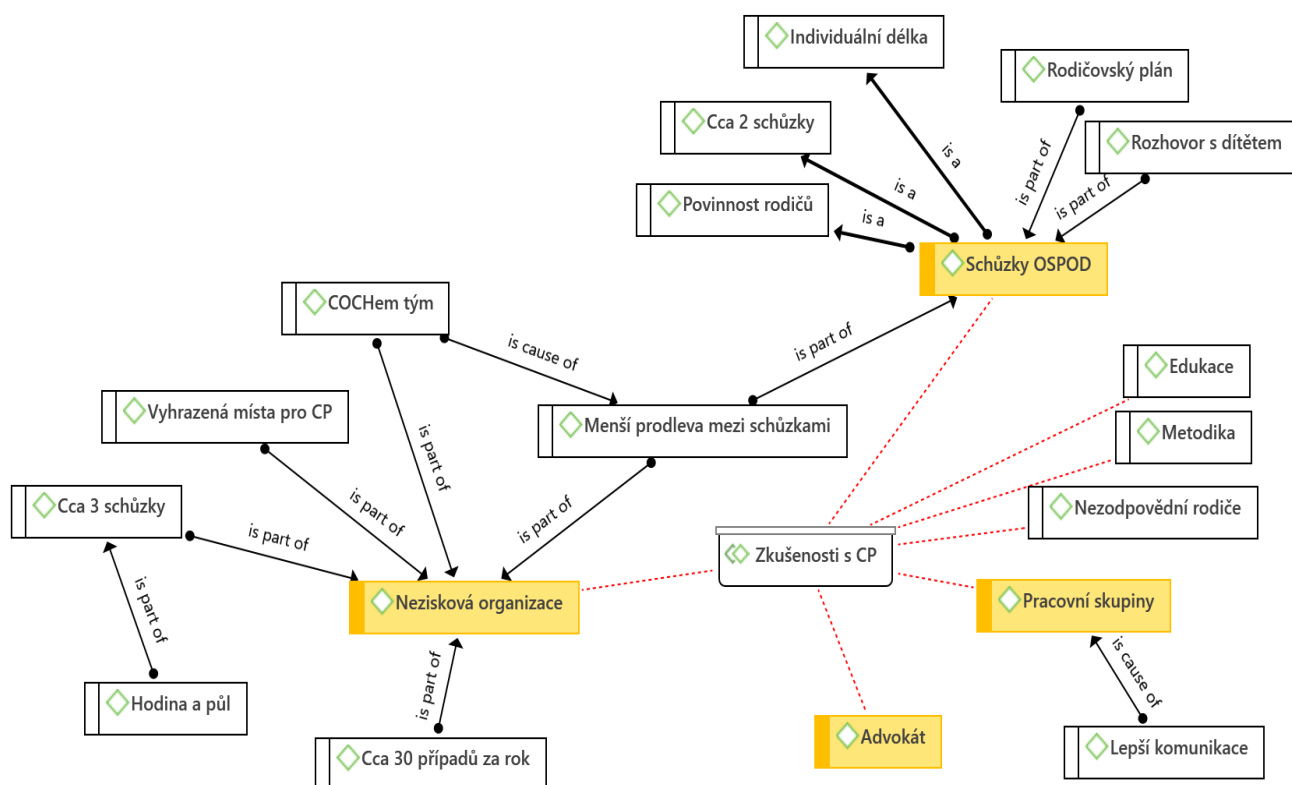 Individuální délka
Rodičovský plán
Cca 2 schůzky
Rozhovor s dítětem
is a
is part of
is a
is part of
Povinnost rodičů
is a
Schůzky OSPOD
COCHem tým
is cause of
is part of
Edukace
Vyhrazená místa pro CP
Menší prodleva mezi schůzkami
Metodika
is part of
Cca 3 schůzky
is part of
is part of
Nezodpovědní rodiče
is part of
Zkušenosti s CP
is part of
Nezisková organizace
Pracovní skupiny
is part of
is cause of
Hodina a půl
Advokát
Lepší komunikace
Cca 30 případů za rok